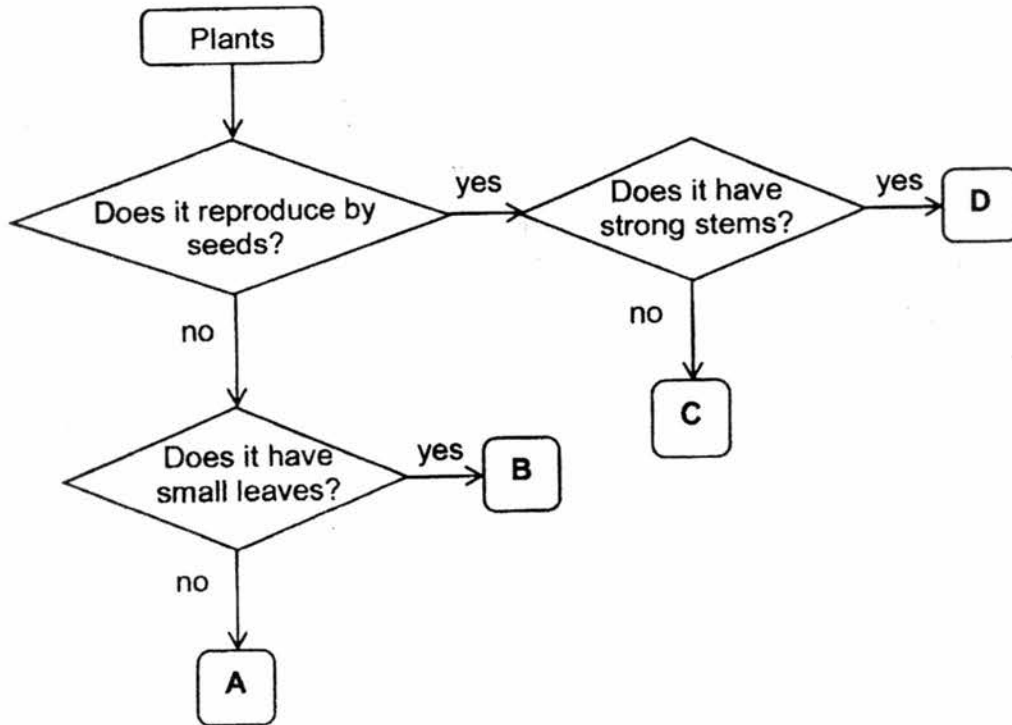 Plants
Does it reproduce by
seeds?
yes
Does it have
strong stems?
yes
D
no
no
C
Does it have
small leaves?
yes
B
no
A